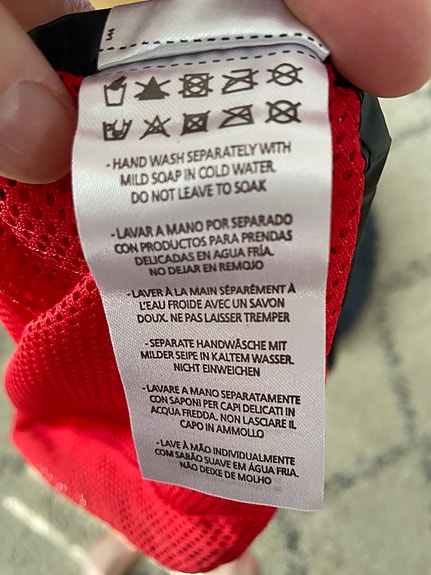 - HAND WASH SEPARATELY WITH
MILD SOAP IN COLD WATER.
DO NOT LEAVE TO SOAK
- LAVAR A MANO POR SEPARADO
CON PRODUCTOS PARA PRENDAS
DELICADAS EN AGUA FRÍA.
NO DEJAR EN REMOJO
- LAVER À LA MAIN SÉPARÉMENT À
L'EAU FROIDE AVEC UN SAVON
DOUX. NE PAS LAISSER TREMPER
- SEPARATE HANDWÄSCHE MIT
MILDER SEIFE IN KALTEM WASSER.
NICHT EINWEICHEN
- LAVARE A MANO SEPARATAMENTE
CON SAPONI PER CAPI DELICATI IN
ACQUA FREDDA. NON LASCIARE IL
CAPO IN AMMOLLO
- LAVE À MÃO INDIVIDUALMENTE
COM SABÃO SUAVE EM ÁGUA FRIA.
NÃO DEIXE DE MOLHO